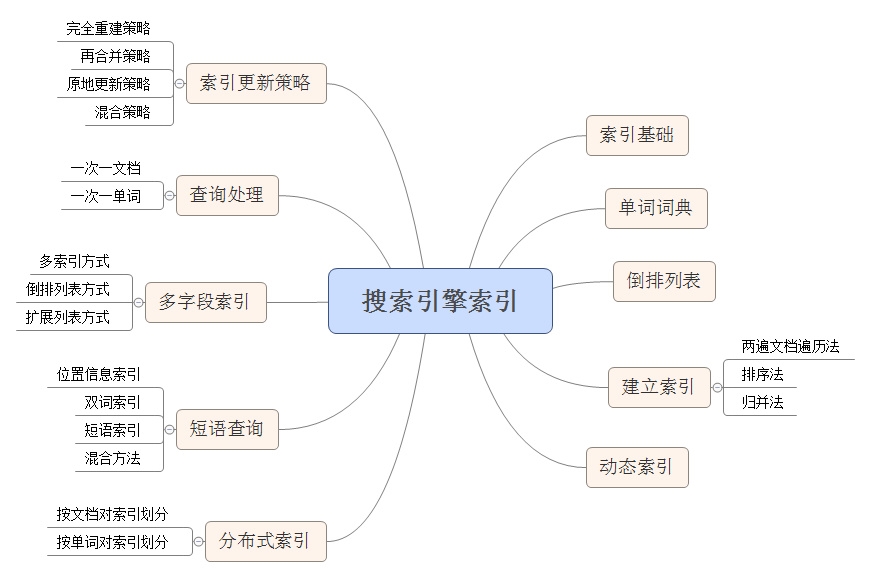 搜索引擎索引
索引基础
单词词典
倒排列表
建立索引
两遍文档遍历法
排序法
归并法
动态索引
索引更新策略
完全重建策略
再合并策略
原地更新策略
混合策略
查询处理
一次一文档
一次一单词
多字段索引
多索引方式
倒排列表方式
扩展列表方式
短语查询
位置信息索引
双词索引
短语索引
混合方法
分布式索引
按文档对索引划分
按单词对索引划分